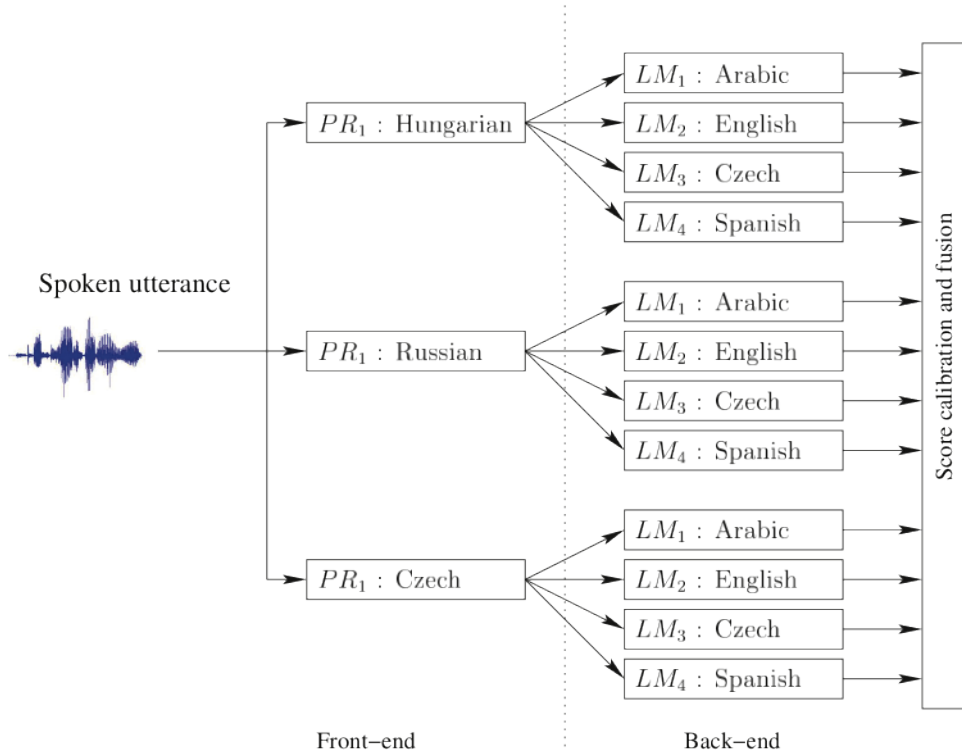 Spoken utterance
PR₁ : Hungarian
PR₁ : Russian
PR₁ : Czech
LM₁ : Arabic
LM₂ : English
LM₃ : Czech
LM₄ : Spanish
LM₁ : Arabic
LM₂ : English
LM₃ : Czech
LM₄ : Spanish
LM₁ : Arabic
LM₂ : English
LM₃ : Czech
LM₄ : Spanish
Score calibration and fusion
Front–end
Back–end